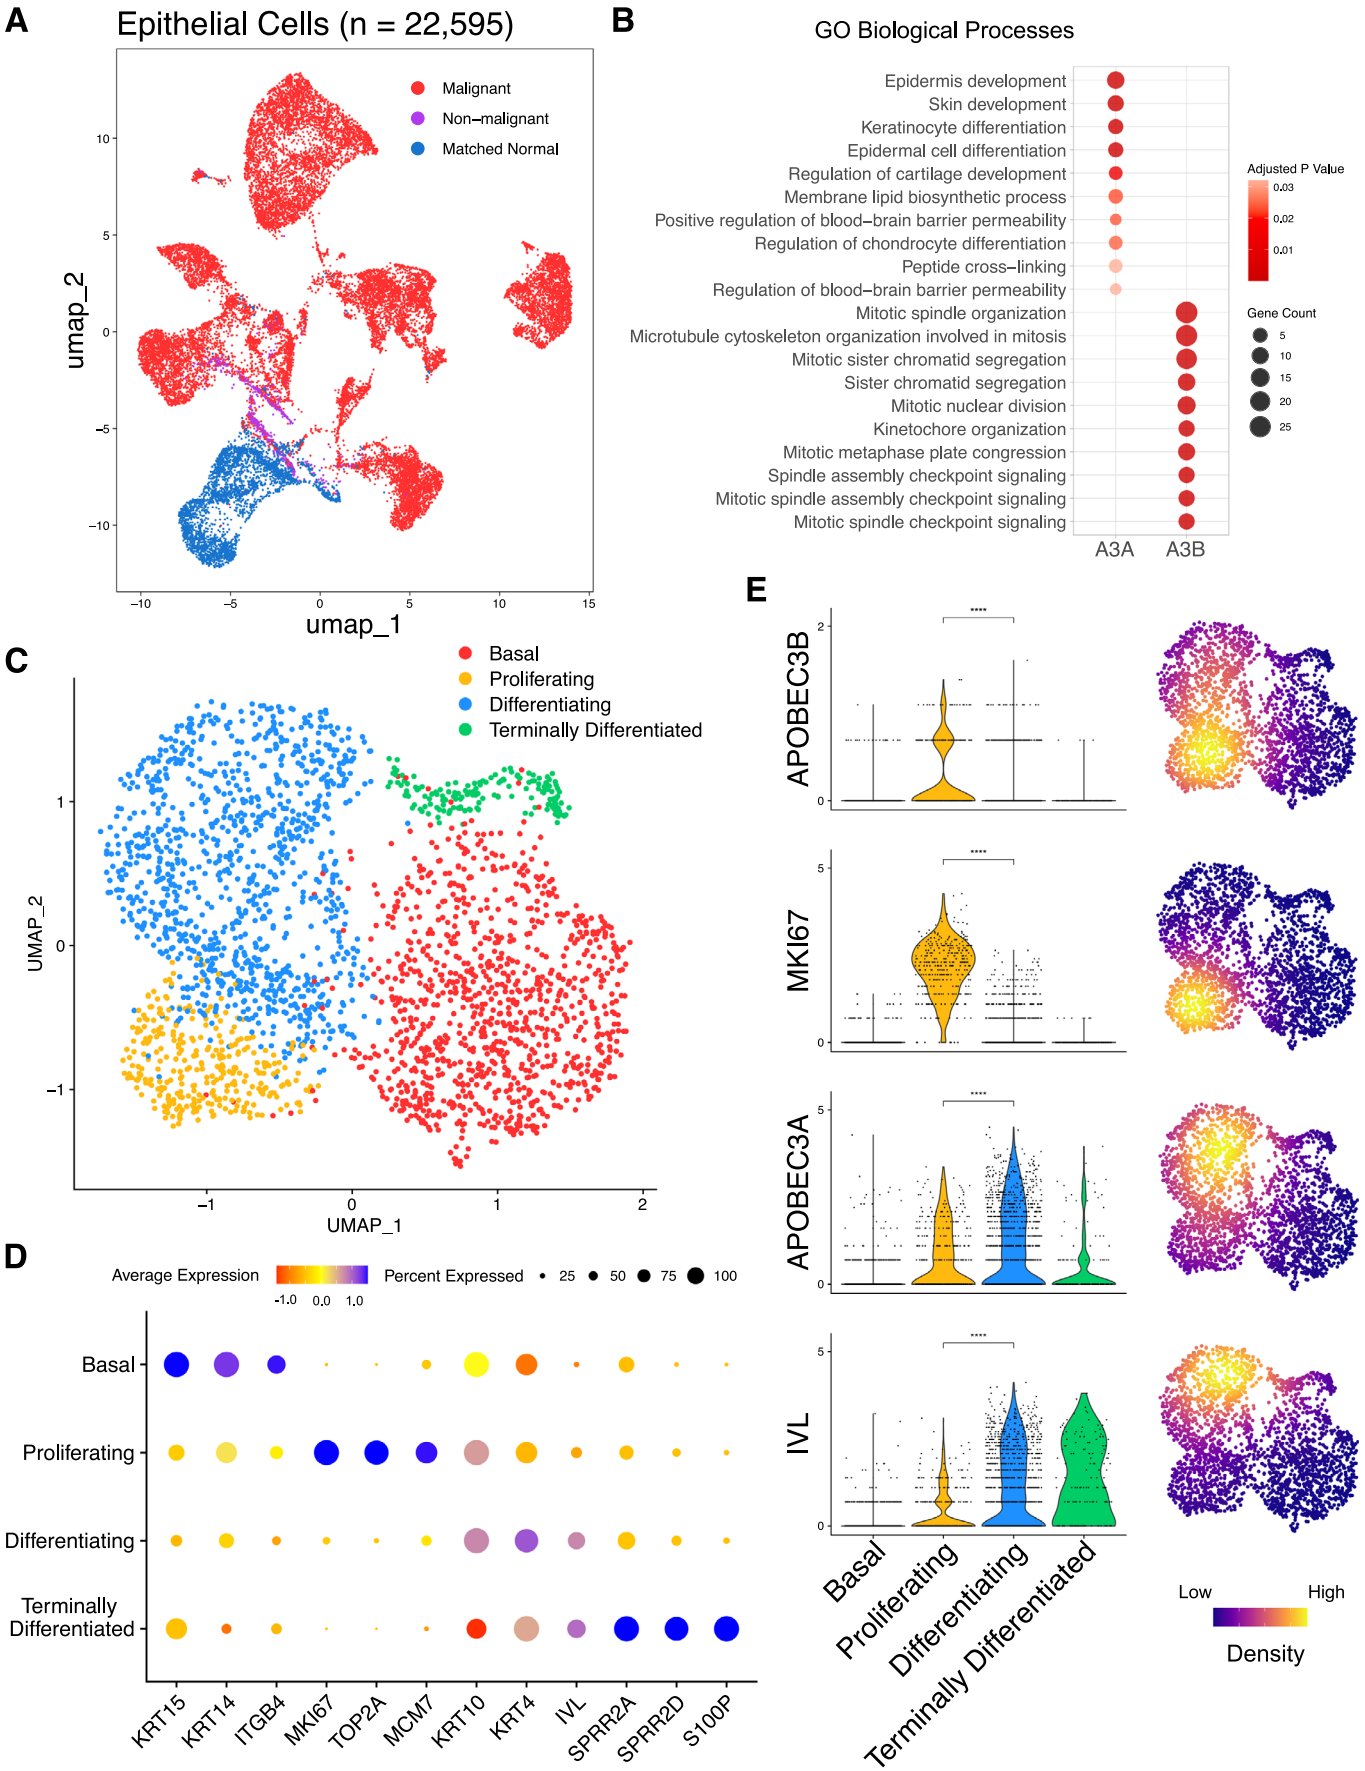 A
Epithelial Cells (n = 22,595)
Malignant
Non−malignant
Matched Normal
10
5
0
−5
−10
umap_2
−10
−5
0
5
10
15
umap_1
B
GO Biological Processes
Epidermis development
Skin development
Keratinocyte differentiation
Epidermal cell differentiation
Regulation of cartilage development
Membrane lipid biosynthetic process
Positive regulation of blood−brain barrier permeability
Regulation of chondrocyte differentiation
Peptide cross−linking
Regulation of blood−brain barrier permeability
Mitotic spindle organization
Microtubule cytoskeleton organization involved in mitosis
Mitotic sister chromatid segregation
Sister chromatid segregation
Mitotic nuclear division
Kinetochore organization
Mitotic metaphase plate congression
Spindle assembly checkpoint signaling
Mitotic spindle assembly checkpoint signaling
Mitotic spindle checkpoint signaling
A3A
A3B
Adjusted P Value
0.03
0.02
0.01
Gene Count
5
10
15
20
25
C
Basal
Proliferating
Differentiating
Terminally Differentiated
1
0
−1
UMAP_2
−1
0
1
2
UMAP_1
D
Average Expression
-1.0
0.0
1.0
Percent Expressed
25
50
75
100
Basal
Proliferating
Differentiating
Terminally
Differentiated
KRT15
KRT14
ITGB4
MKI67
TOP2A
MCM7
KRT10
KRT4
IVL
SPRR2A
SPRR2D
S100P
E
APOBEC3B
2
0
****
MKI67
5
0
****
APOBEC3A
5
0
****
IVL
5
0
****
Basal
Proliferating
Differentiating
Terminally Differentiated
Low
High
Density